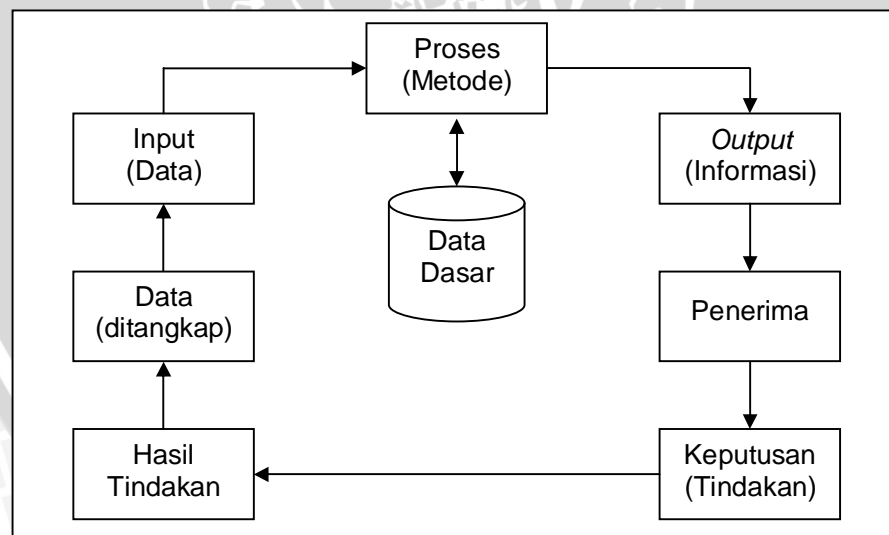 Proses
(Metode)
Input
(Data)
Output
(Informasi)
Data
Dasar
Data
(ditangkap)
Penerima
Hasil
Tindakan
Keputusan
(Tindakan)